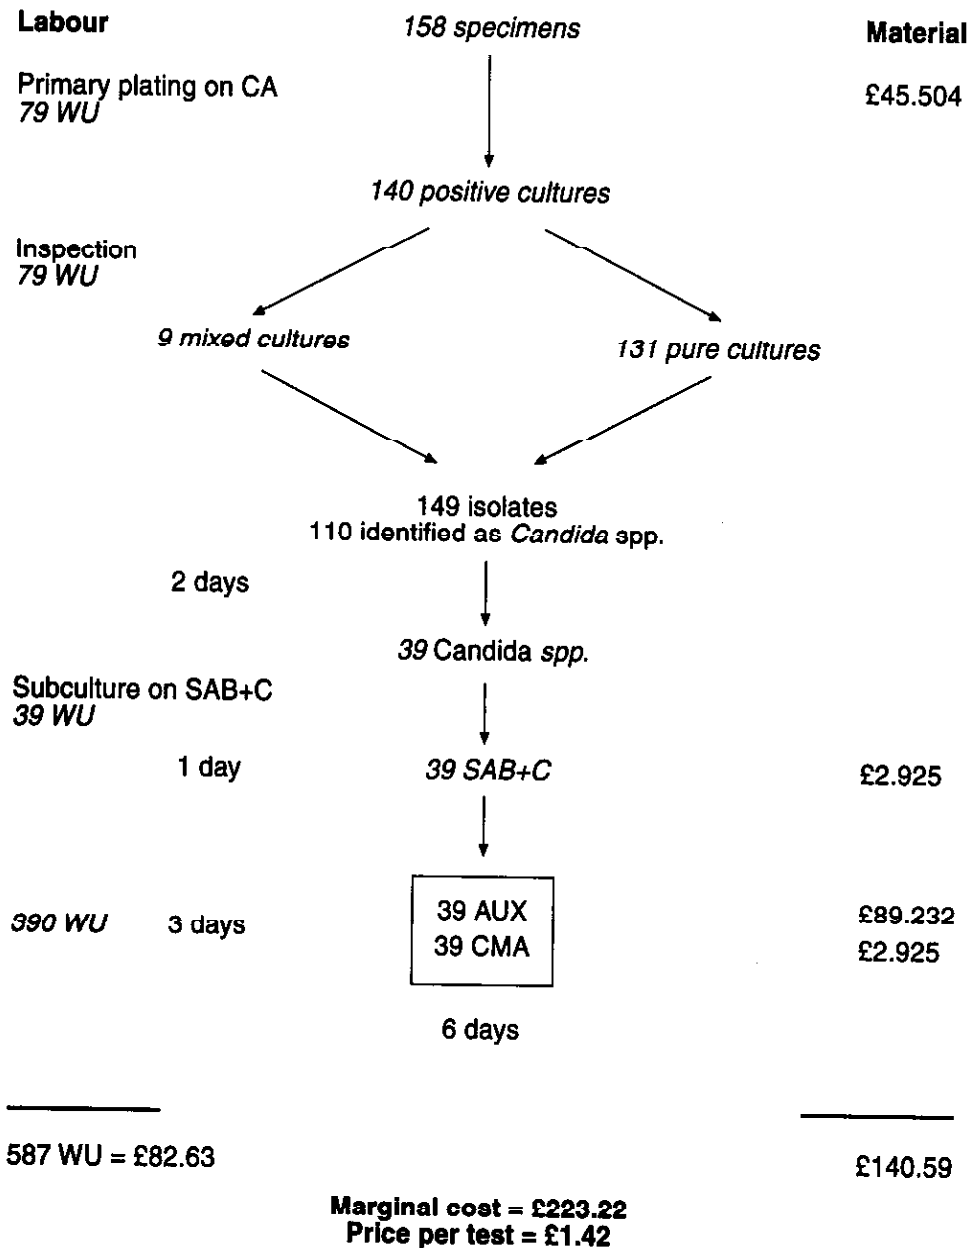 Labour
158 specimens
Material
Primary plating on CA
79 WU
£45.504
140 positive cultures
Inspection
79 WU
9 mixed cultures
131 pure cultures
149 isolates
110 identified as Candida spp.
2 days
39 Candida spp.
Subculture on SAB+C
39 WU
1 day
39 SAB+C
£2.925
390 WU
3 days
39 AUX
£89.232
39 CMA
£2.925
6 days
587 WU = £82.63
£140.59
Marginal cost = £223.22
Price per test = £1.42